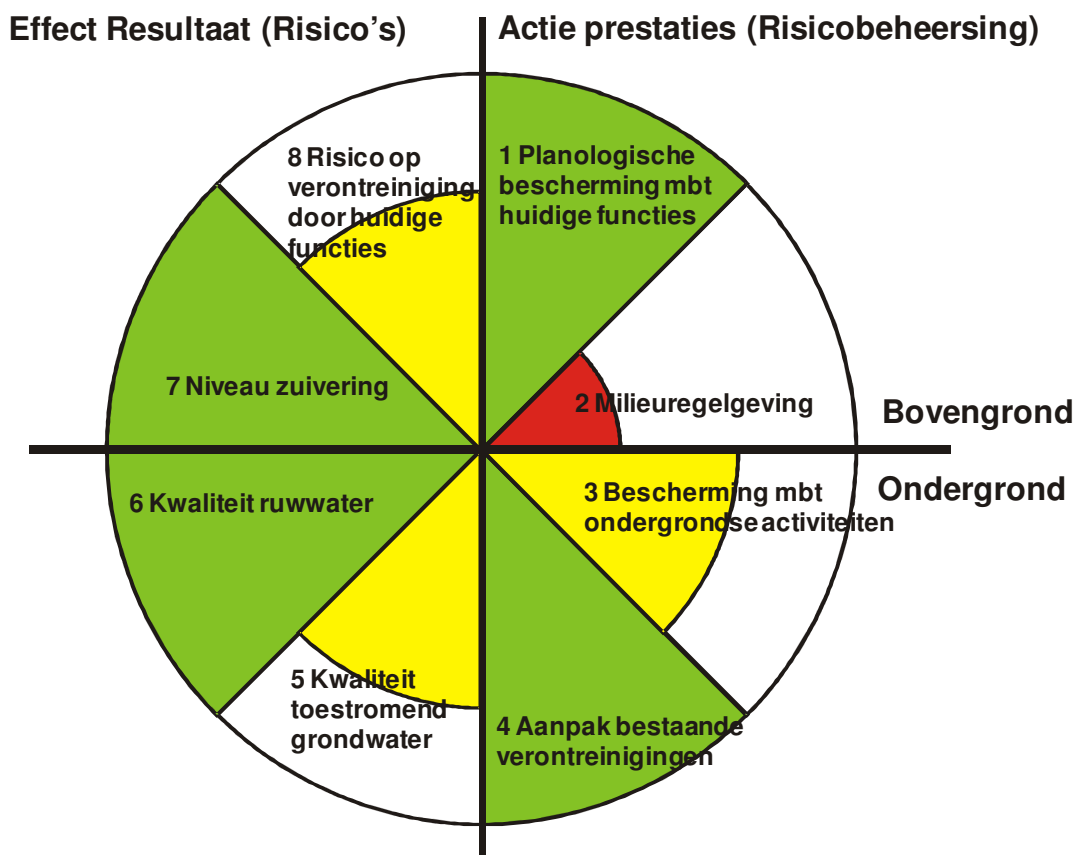 Effect Resultaat (Risico's)
Actie prestaties (Risicobeheersing)
8 Risico op
verontreiniging
door huidige
functies
1 Planologische
bescherming mbt
huidige functies
7 Niveau zuivering
2 Milieuregelgeving
Bovengrond
Ondergrond
6 Kwaliteit ruwwater
3 Bescherming mbt
ondergrondse activiteiten
5 Kwaliteit
toestromend
grondwater
4 Aanpak bestaande
verontreinigingen